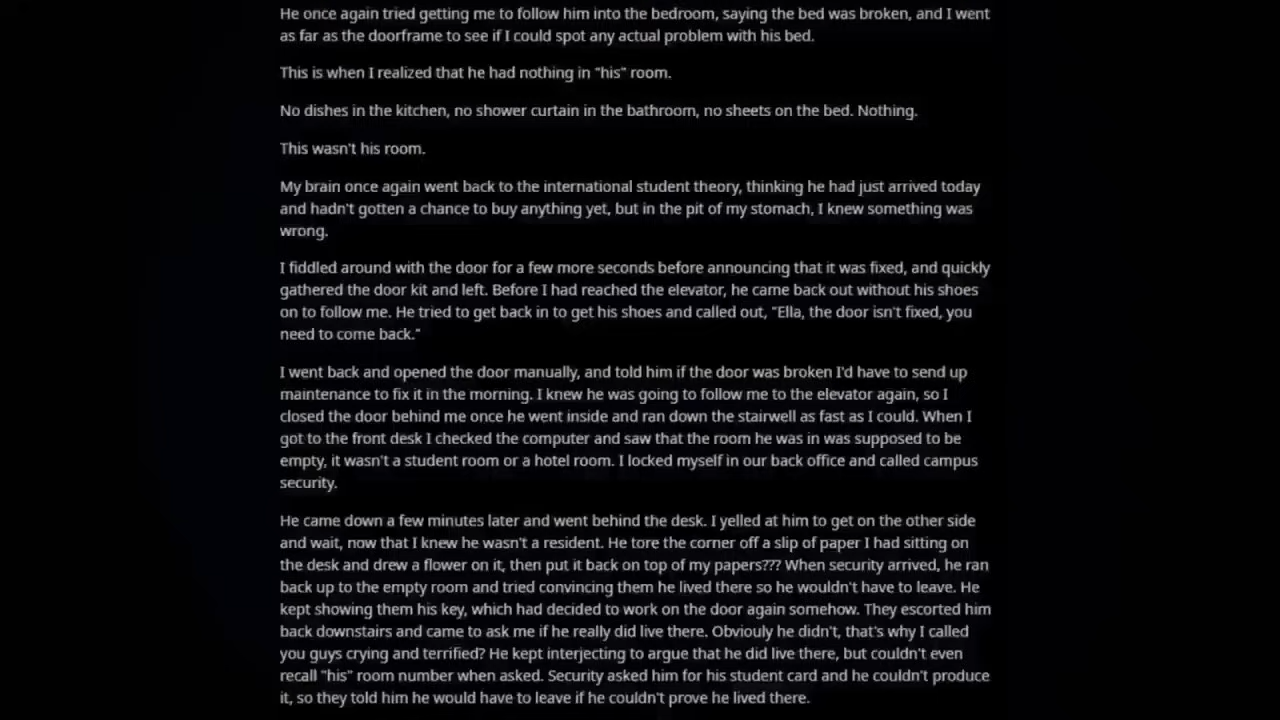 He once again tried getting me to follow him into the bedroom, saying the bed was broken, and I went
as far as the doorframe to see if I could spot any actual problem with his bed.
This is when I realized that he had nothing in "his" room.
No dishes in the kitchen, no shower curtain in the bathroom, no sheets on the bed. Nothing.
This wasn't his room.
My brain once again went back to the international student theory, thinking he had just arrived today
and hadn't gotten a chance to buy anything yet, but in the pit of my stomach, I knew something was
wrong.
I fiddled around with the door for a few more seconds before announcing that it was fixed, and quickly
gathered the door kit and left. Before I had reached the elevator, he came back out without his shoes
on to follow me. He tried to get back in to get his shoes and called out, "Ella, the door isn't fixed, you
need to come back."
I went back and opened the door manually, and told him if the door was broken I'd have to send up
maintenance to fix it in the morning. I knew he was going to follow me to the elevator again, so I
closed the door behind me once he went inside and ran down the stairwell as fast as I could. When I
got to the front desk I checked the computer and saw that the room he was in was supposed to be
empty, it wasn't a student room or a hotel room. I locked myself in our back office and called campus
security.
He came down a few minutes later and went behind the desk. I yelled at him to get on the other side
and wait, now that I knew he wasn't a resident. He tore the corner off a slip of paper I had sitting on
the desk and drew a flower on it, then put it back on top of my papers??? When security arrived, he ran
back up to the empty room and tried convincing them he lived there so he wouldn't have to leave. He
kept showing them his key, which had decided to work on the door again somehow. They escorted him
back downstairs and came to ask me if he really did live there. Obviouly he didn't, that's why I called
you guys crying and terrified? He kept interjecting to argue that he did live there, but couldn't even
recall "his" room number when asked. Security asked him for his student card and he couldn't produce
it, so they told him he would have to leave if he couldn't prove he lived there.